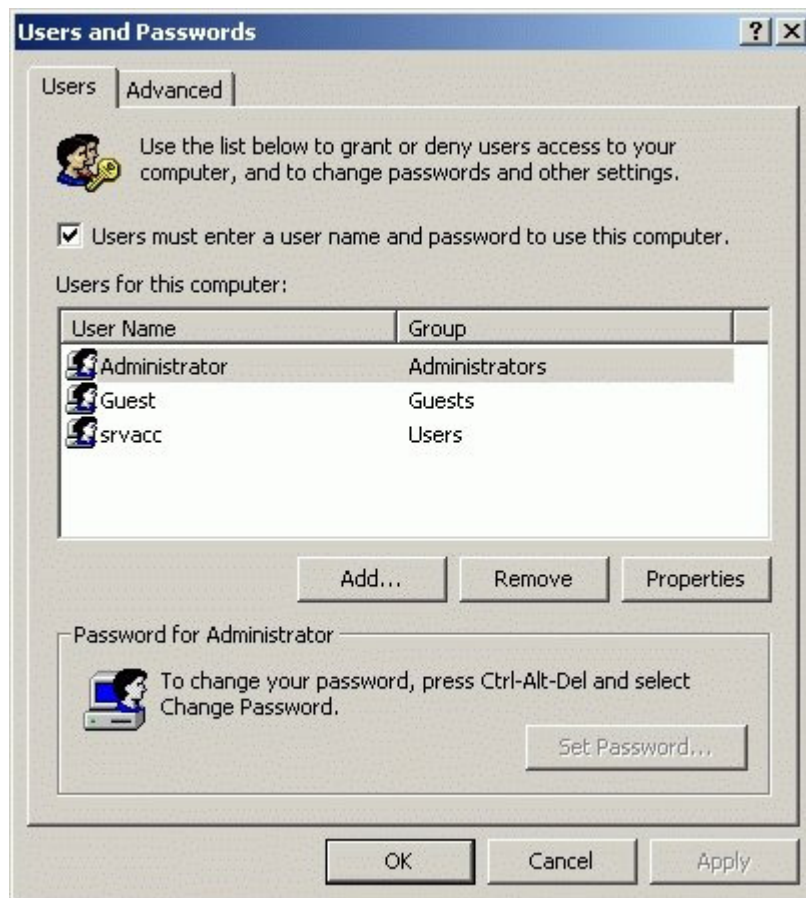 Users and Passwords
Users
Advanced
Use the list below to grant or deny users access to your
computer, and to change passwords and other settings.
Users must enter a user name and password to use this computer.
Users for this computer:
User Name Group
Administrator Administrators
Guest Guests
srvacc Users
Add... Remove Properties
Password for Administrator
To change your password, press Ctrl-Alt-Del and select
Change Password.
Set Password...
OK Cancel Apply